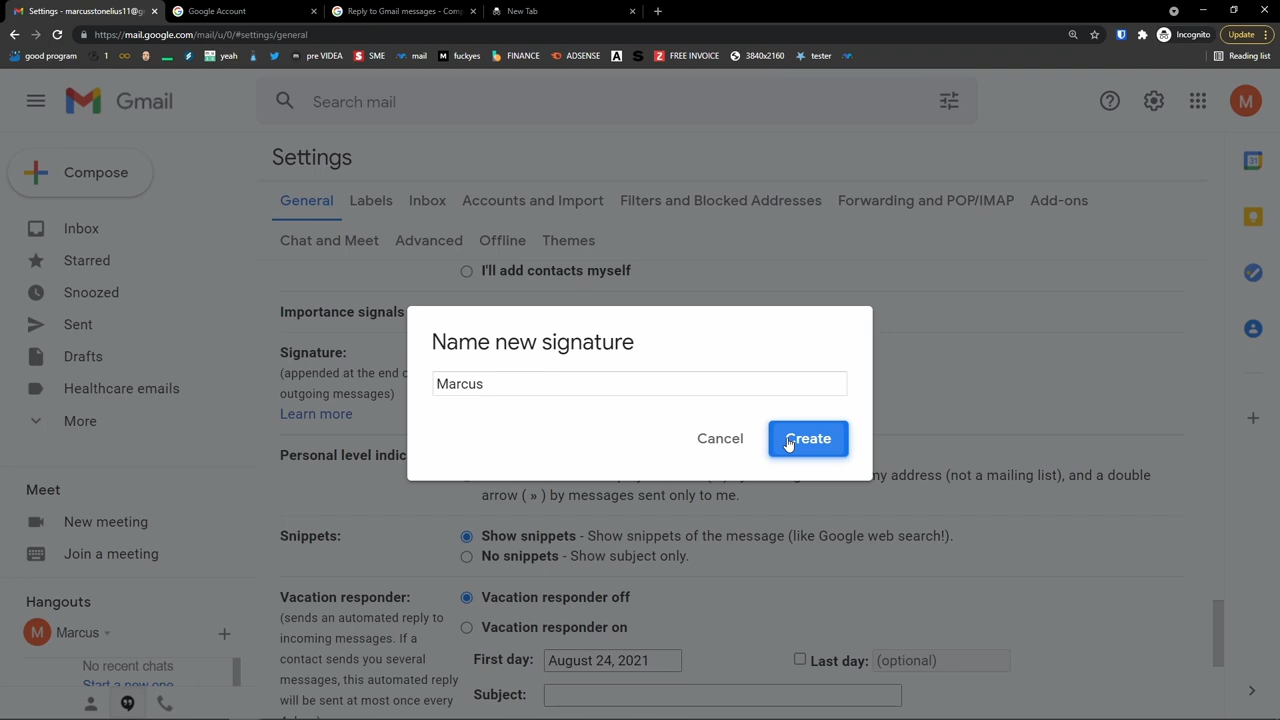 Settings - marcusstonelius11@g
Google Account
Reply to Gmail messages - Comp
New Tab
https://mail.google.com/mail/u/0/#settings/general
Incognito
Update
good program
1
yeah
pre VIDEA
SME
mail
fuckyes
FINANCE
ADSENSE
FREE INVOICE
3840x2160
tester
Reading list
Gmail
Search mail
M
Compose
Settings
General
Labels
Inbox
Accounts and Import
Filters and Blocked Addresses
Forwarding and POP/IMAP
Add-ons
Chat and Meet
Advanced
Offline
Themes
Inbox
Starred
Snoozed
Sent
Drafts
Healthcare emails
More
Meet
New meeting
Join a meeting
Hangouts
M Marcus
No recent chats
Start a new one
I'll add contacts myself
Importance signals
Signature:
(appended at the end o
outgoing messages)
Learn more
Name new signature
Marcus
Cancel
Create
Personal level indic
my address (not a mailing list), and a double
arrow ( » ) by messages sent only to me.
Snippets:
Show snippets - Show snippets of the message (like Google web search!).
No snippets - Show subject only.
Vacation responder:
(sends an automated reply to
incoming messages. If a
contact sends you several
messages, this automated reply
will be sent at most once every
Vacation responder off
Vacation responder on
First day:
August 24, 2021
Last day:
(optional)
Subject:
31